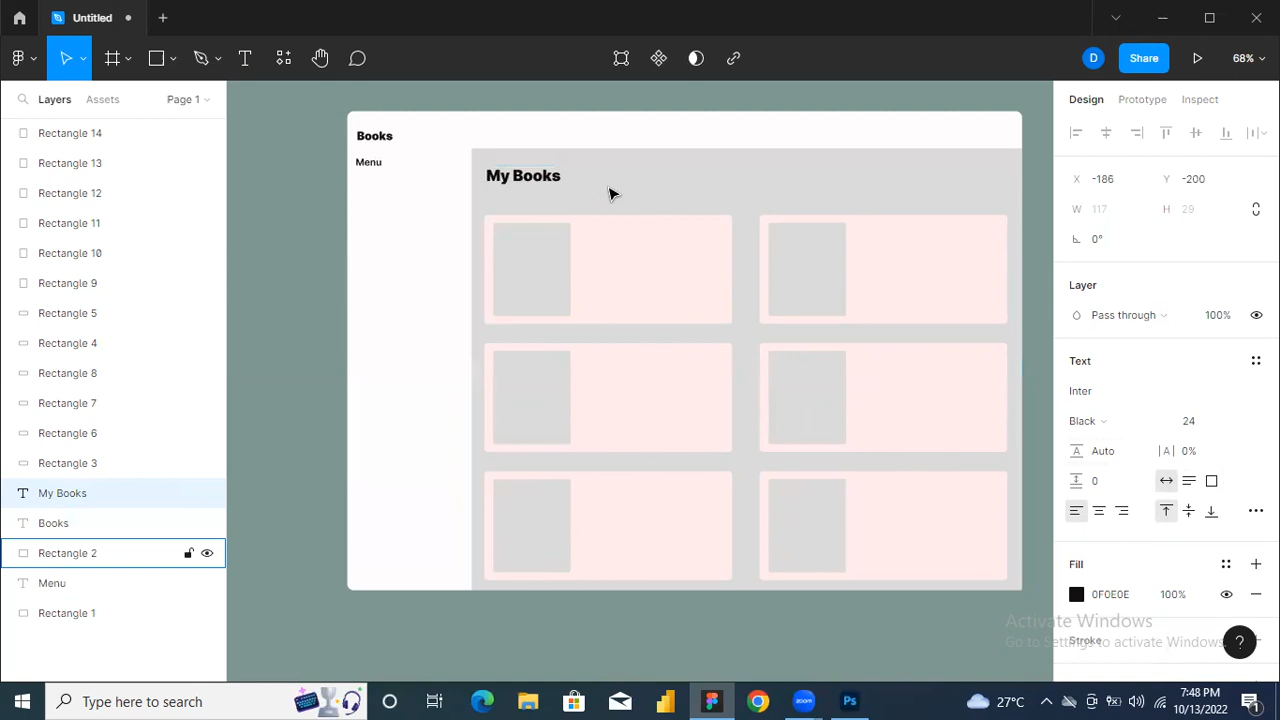 Untitled
Share
68%
Layers
Assets
Page 1
Rectangle 14
Rectangle 13
Rectangle 12
Rectangle 11
Rectangle 10
Rectangle 9
Rectangle 5
Rectangle 4
Rectangle 8
Rectangle 7
Rectangle 6
Rectangle 3
My Books
Books
Rectangle 2
Menu
Rectangle 1
Books
Menu
My Books
D
Design
Prototype
Inspect
X -186 Y -200
W 117 H 29
0°
Layer
Pass through 100%
Text
Inter
Black 24
Auto |A| 0%
0
Fill
0F0E0E 100%
Stroke
Activate Windows
Go to Settings to activate Windows.
?
Type here to search
Ps
27°C
7:48 PM
10/13/2022
1